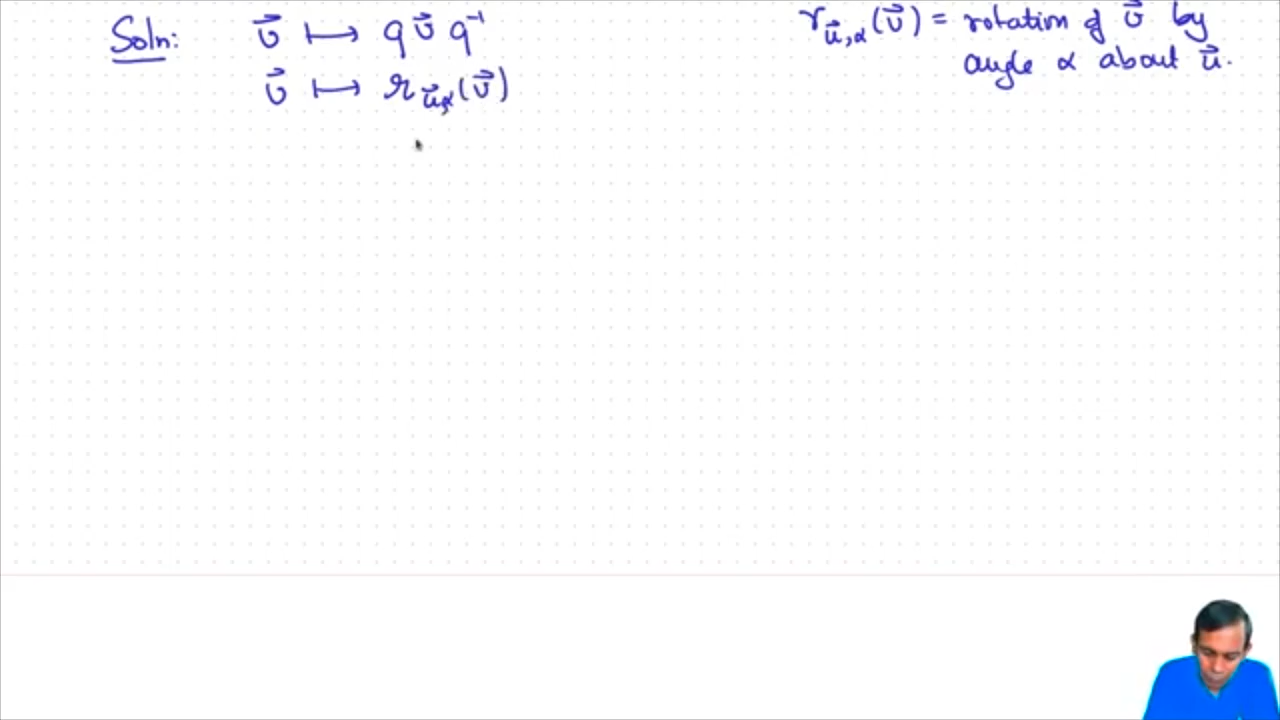 Soln: v⃗ ↦ q v⃗ q⁻¹
v⃗ ↦ r_{u⃗,α}(v⃗)
r_{u⃗,α}(v⃗) = rotation of v⃗ by
angle α about u⃗.